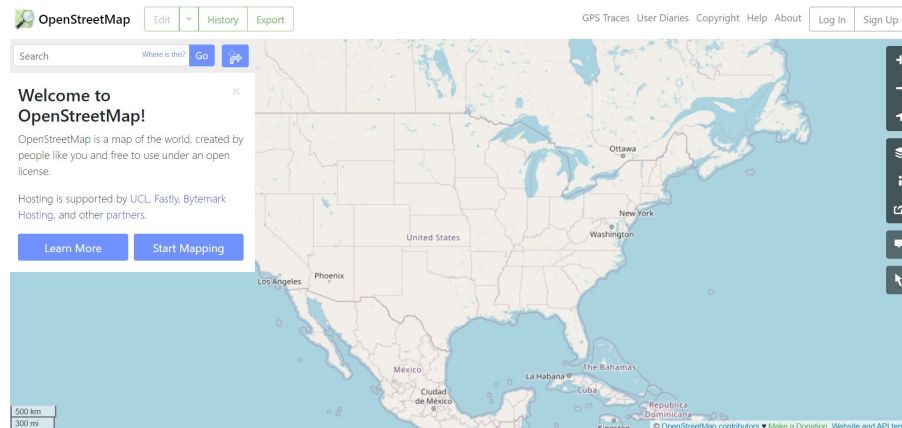 OpenStreetMap
Edit
History
Export
GPS Traces User Diaries Copyright Help About
Log In
Sign Up
Search
Where is this?
Go
Welcome to
OpenStreetMap!
OpenStreetMap is a map of the world, created by
people like you and free to use under an open
license.
Hosting is supported by UCL, Fastly, Bytemark
Hosting, and other partners.
Learn More
Start Mapping
Ottawa
New York
Washington
United States
Phoenix
Los Angeles
México
Ciudad
de México
La Habana
The Bahamas
Cuba
Republica
Dominicana
Kingston
500 km
300 mi
© OpenStreetMap contributors ♥ Make a Donation. Website and API